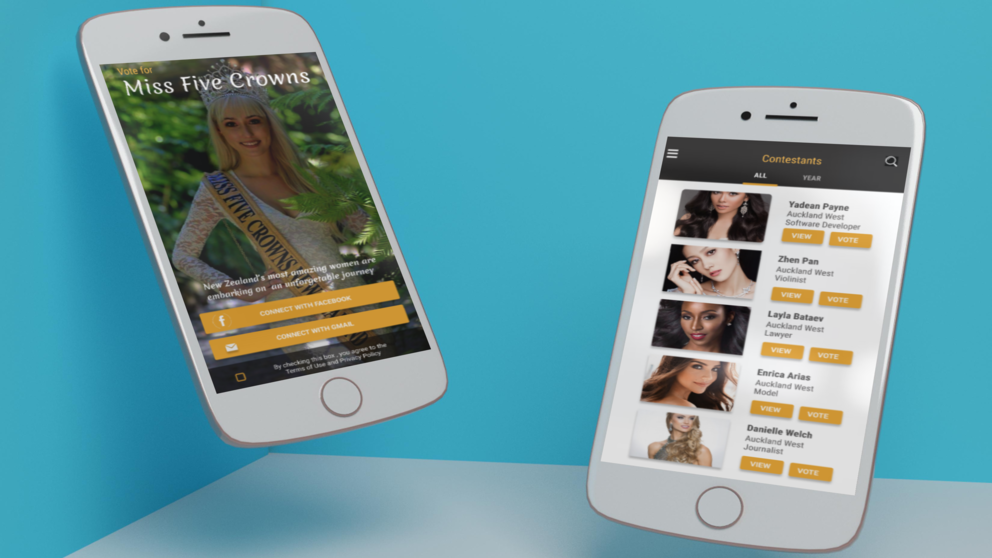 Vote for
Miss Five Crowns
MISS FIVE CROWNS
New Zealand's most amazing women are
embarking on an unforgetable journey
f CONNECT WITH FACEBOOK
CONNECT WITH GMAIL
By checking this box, you agree to the
Terms of Use and Privacy Policy
Contestants
ALL YEAR
Yadean Payne
Auckland West
Software Developer
VIEW VOTE
Zhen Pan
Auckland West
Violinist
VIEW VOTE
Layla Bataev
Auckland West
Lawyer
VIEW VOTE
Enrica Arias
Auckland West
Model
VIEW VOTE
Danielle Welch
Auckland West
Journalist
VIEW VOTE